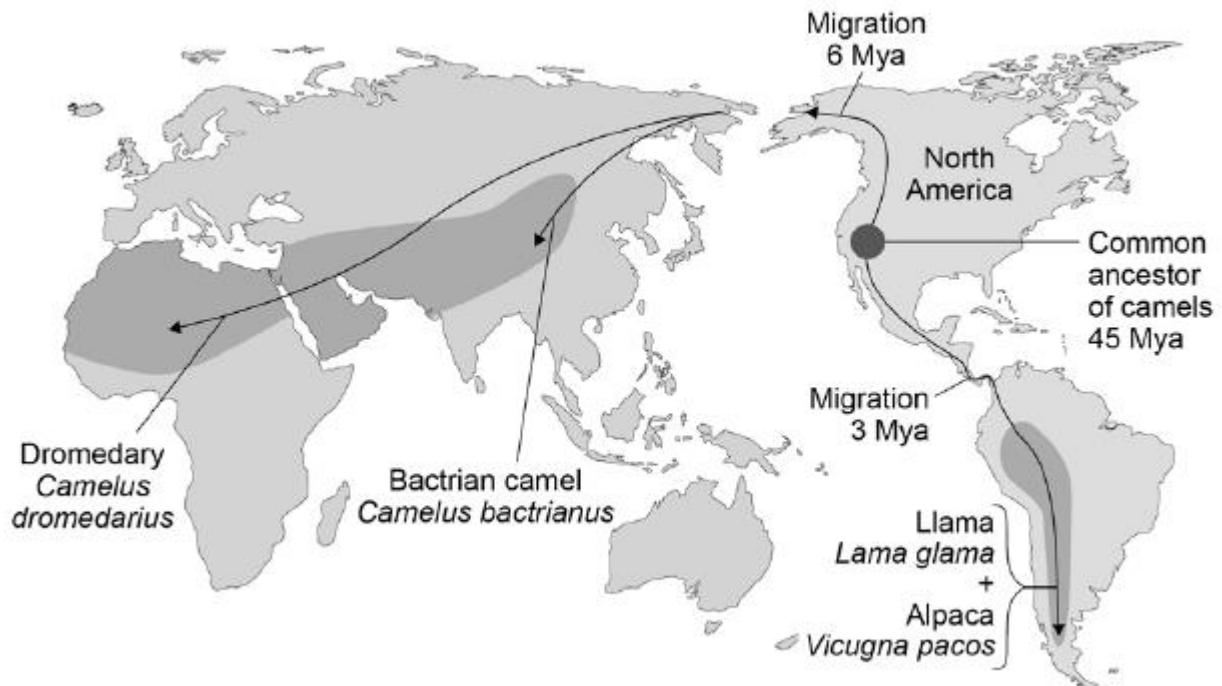 Migration
6 Mya
North
America
Common
ancestor
of camels
45 Mya
Migration
3 Mya
Dromedary
Camelus
dromedarius
Bactrian camel
Camelus bactrianus
Llama
Lama glama
+
Alpaca
Vicugna pacos